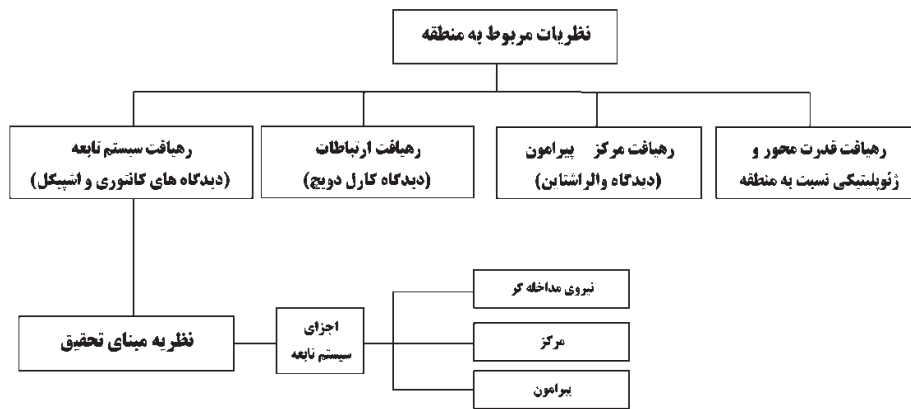 نظریات مربوط به منطقه
رهیافت قدرت محور و
ژئوپلیتیکی نسبت به منطقه
رهیافت مرکز پیرامون
(دیدگاه والراشتاین)
رهیافت ارتباطات
(دیدگاه کارل دویچ)
رهیافت سیستم تابعه
(دیدگاه های کانتوری و اشپیگل)
نظریه مبنای تحقیق
اجزای
سیستم تابعه
نیروی مداخله گر
مرکز
پیرامون